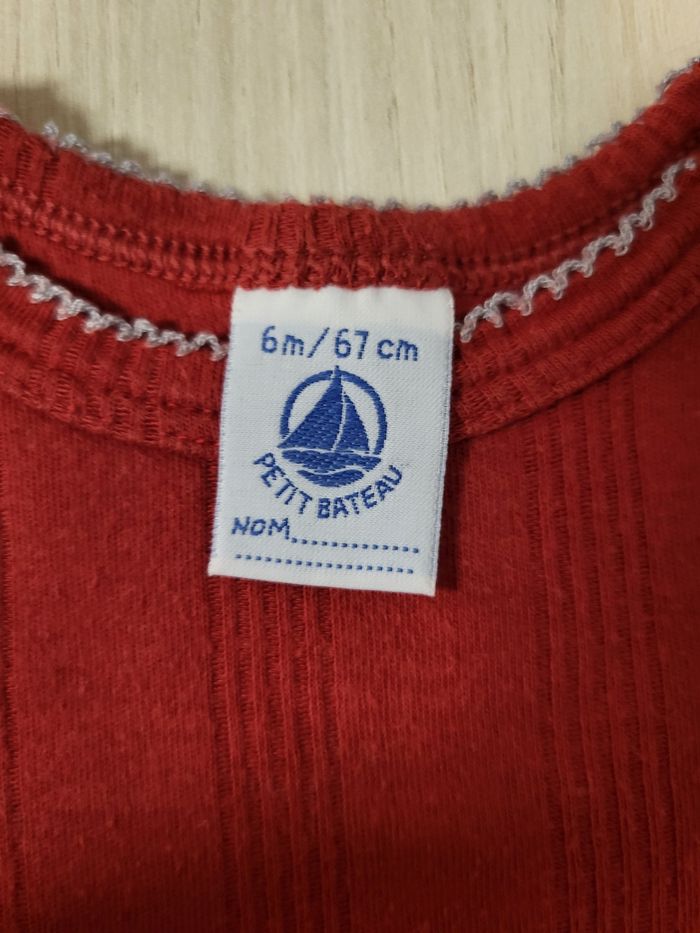 6m/67cm
PETIT BATEAU
NOM.............
..................